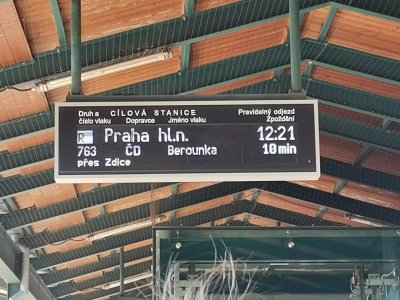 Druh a CÍLOVÁ STANICE Pravidelný odjezd
číslo vlaku Dopravce Jméno vlaku Zpoždění
R Praha hl.n. 12:21
763 ČD Berounka 10 min
přes Zdice